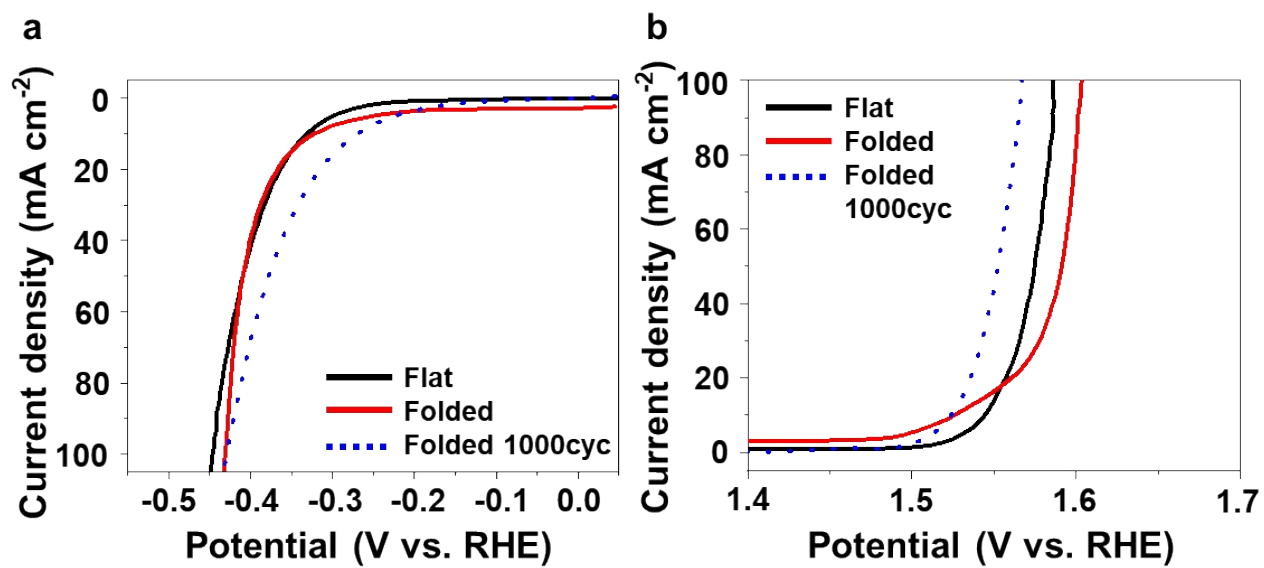 a
Current density (mA cm⁻²)
0
20
40
60
80
100
Flat
Folded
Folded 1000cyc
-0.5 -0.4 -0.3 -0.2 -0.1 0.0
Potential (V vs. RHE)
b
Current density (mA cm⁻²)
100
80
60
40
20
0
Flat
Folded
Folded
1000cyc
1.4 1.5 1.6 1.7
Potential (V vs. RHE)